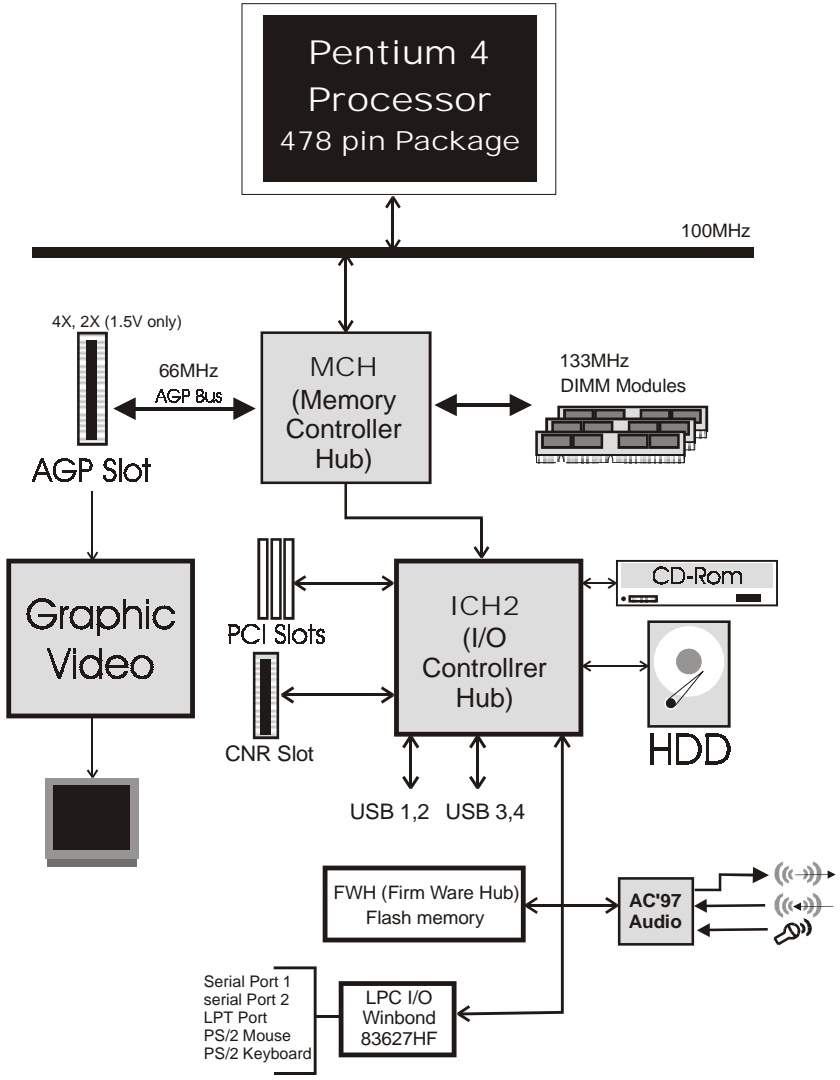 Pentium 4
Processor
478 pin Package
100MHz
4X, 2X (1.5V only)
66MHz
AGP Bus
AGP Slot
MCH
(Memory
Controller
Hub)
133MHz
DIMM Modules
Graphic
Video
PCI Slots
CNR Slot
ICH2
(I/O
Controllrer
Hub)
CD-Rom
HDD
USB 1,2
USB 3,4
FWH (Firm Ware Hub)
Flash memory
AC'97
Audio
Serial Port 1
serial Port 2
LPT Port
PS/2 Mouse
PS/2 Keyboard
LPC I/O
Winbond
83627HF